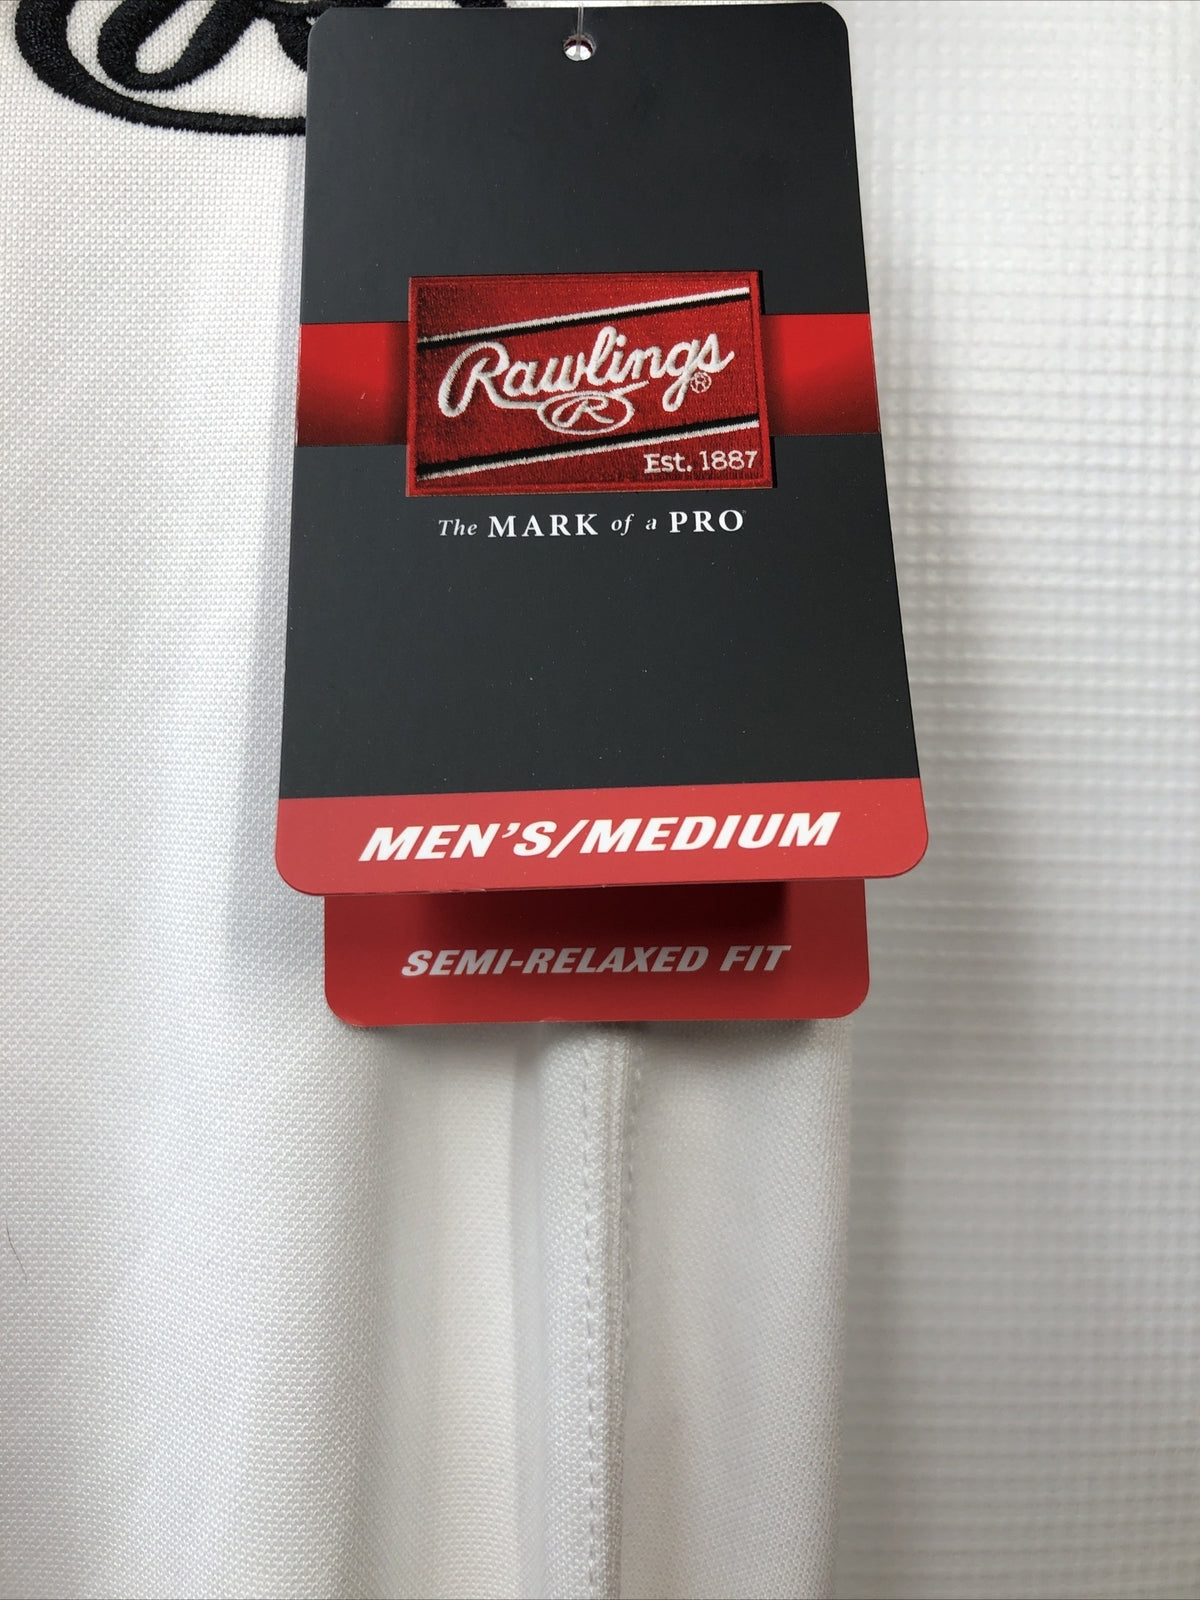 Rawlings®
R
Est. 1887
The MARK of a PRO
MEN'S/MEDIUM
SEMI-RELAXED FIT